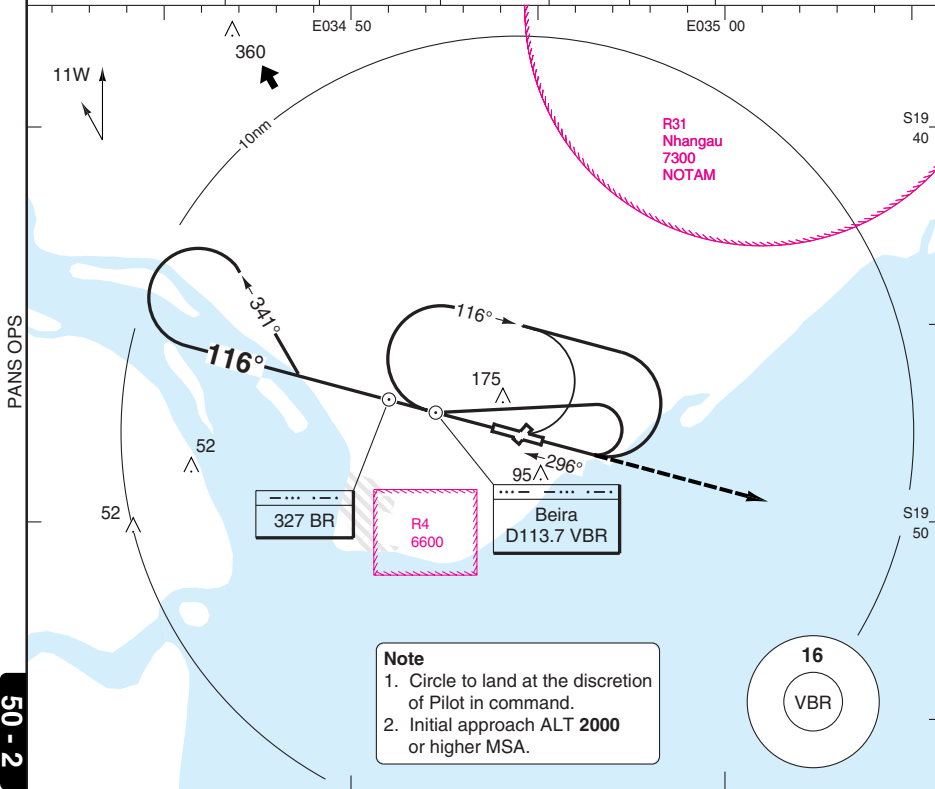 E034 50
E035 00
360
11W
10nm
R31
Nhangau
7300
NOTAM
S19
40
341°
116°
116°
175
PANS OPS
52
296°
95
52
327 BR
R4
6600
Beira
D113.7 VBR
S19
50
Note
1. Circle to land at the discretion
of Pilot in command.
2. Initial approach ALT 2000
or higher MSA.
16
VBR
50 - 2